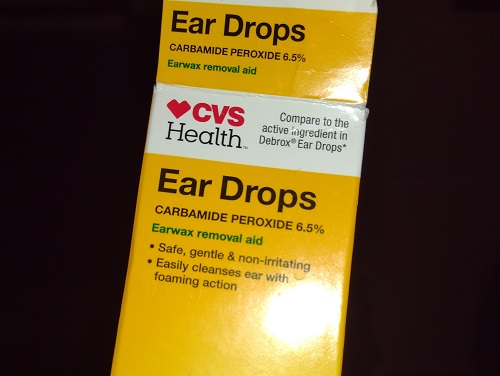 Ear Drops
CARBAMIDE PEROXIDE 6.5%
Earwax removal aid
CVS
Health™
Compare to the
active ingredient in
Debrox® Ear Drops*
Ear Drops
CARBAMIDE PEROXIDE 6.5%
Earwax removal aid
• Safe, gentle & non-irritating
• Easily cleanses ear with
foaming action